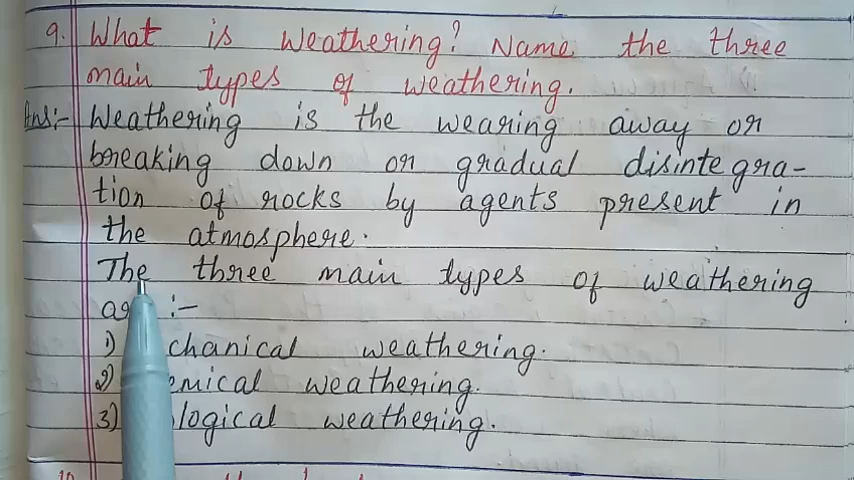 9. What is weathering? Name the three
main types of weathering.
Ans:- Weathering is the wearing away or
breaking down or gradual disintegra-
tion of rocks by agents present in
the atmosphere.
The three main types of weathering
:-
1) chanical weathering.
2) emical weathering.
3) logical weathering.
10.